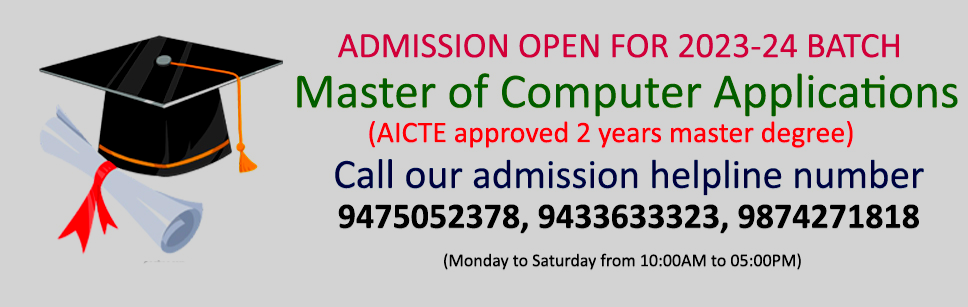 ADMISSION OPEN FOR 2023-24 BATCH
Master of Computer Applications
(AICTE approved 2 years master degree)
Call our admission helpline number
9475052378, 9433633323, 9874271818
(Monday to Saturday from 10:00AM to 05:00PM)